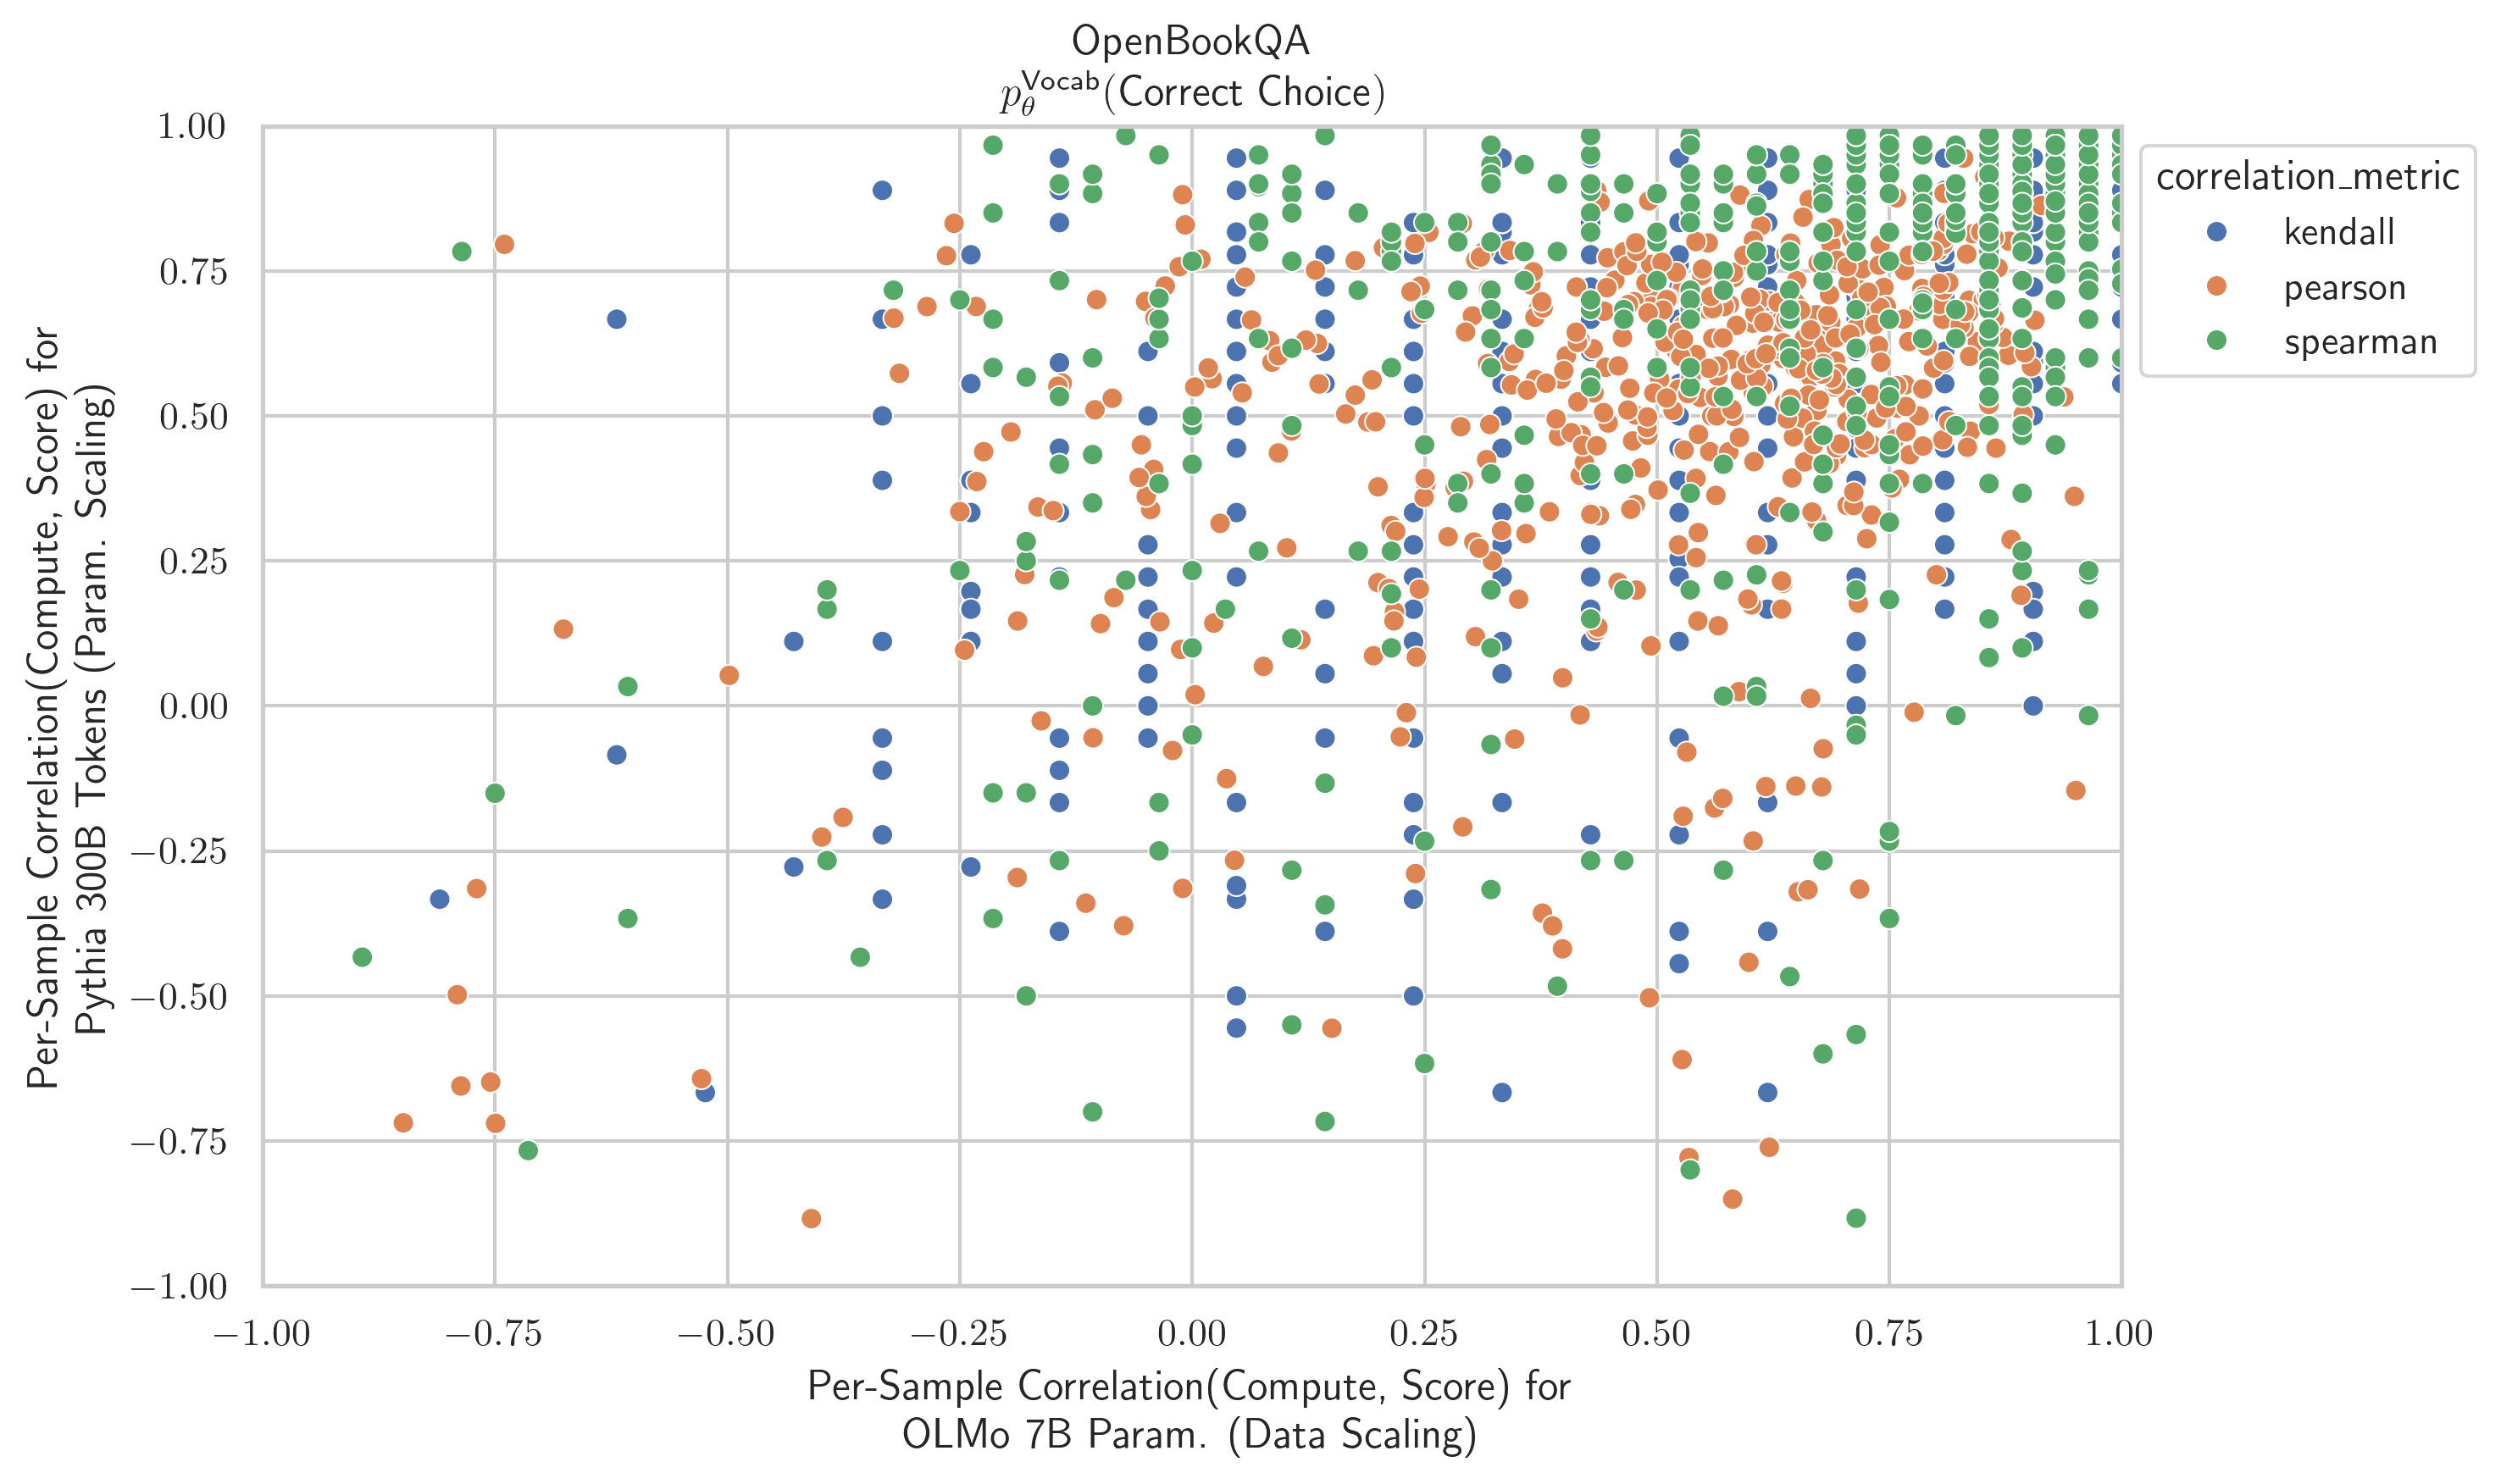 OpenBookQA
p_θ^Vocab(Correct Choice)
Per-Sample Correlation(Compute, Score) for
Pythia 300B Tokens (Param. Scaling)
1.00
0.75
0.50
0.25
0.00
−0.25
−0.50
−0.75
−1.00
−1.00 −0.75 −0.50 −0.25 0.00 0.25 0.50 0.75 1.00
Per-Sample Correlation(Compute, Score) for
OLMo 7B Param. (Data Scaling)
correlation_metric
kendall
pearson
spearman